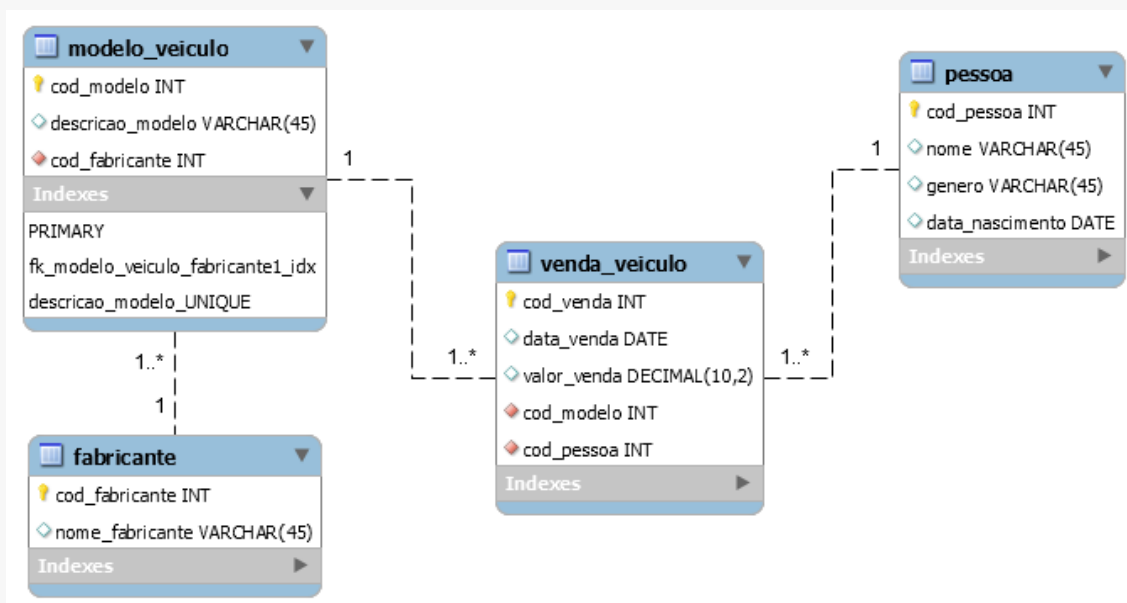 modelo_veiculo
cod_modelo INT
descricao_modelo VARCHAR(45)
cod_fabricante INT
Indexes
PRIMARY
fk_modelo_veiculo_fabricante1_idx
descricao_modelo_UNIQUE
1
1..*
1..*
1
fabricante
cod_fabricante INT
nome_fabricante VARCHAR(45)
Indexes
venda_veiculo
cod_venda INT
data_venda DATE
valor_venda DECIMAL(10,2)
cod_modelo INT
cod_pessoa INT
Indexes
1..*
1
pessoa
cod_pessoa INT
nome VARCHAR(45)
genero VARCHAR(45)
data_nascimento DATE
Indexes